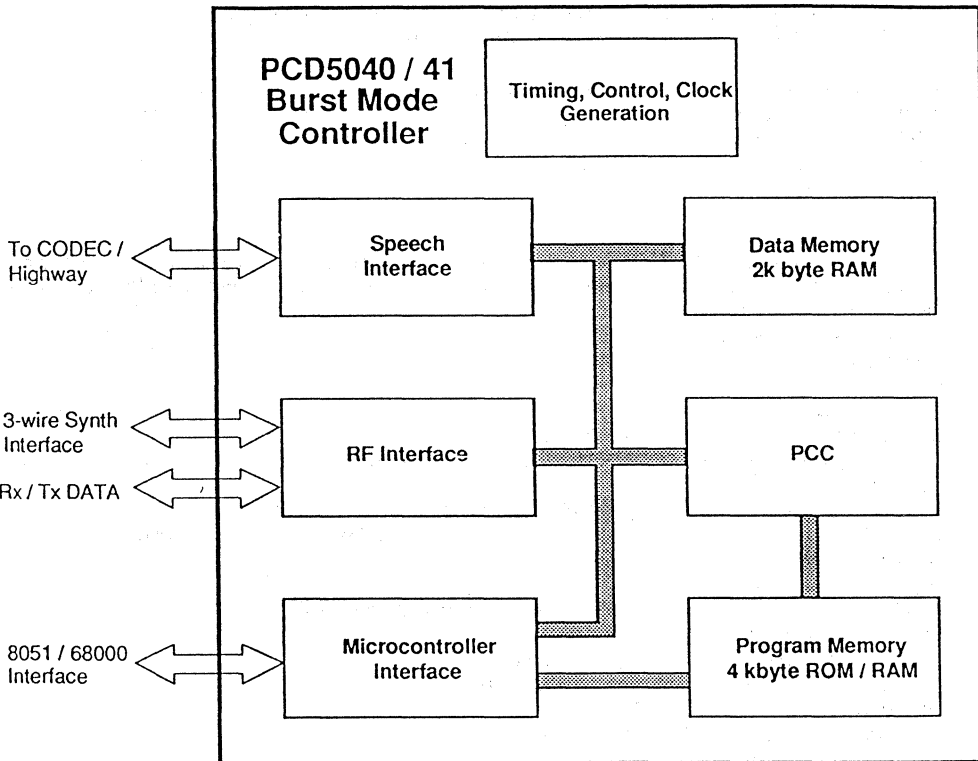 PCD5040 / 41
Burst Mode
Controller
Timing, Control, Clock
Generation
To CODEC /
Highway
Speech
Interface
Data Memory
2k byte RAM
3-wire Synth
Interface
Rx / Tx DATA
RF Interface
PCC
8051 / 68000
Interface
Microcontroller
Interface
Program Memory
4 kbyte ROM / RAM